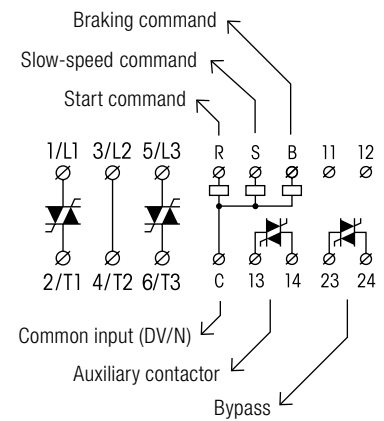 Braking command
Slow-speed command
Start command
1/L1 3/L2 5/L3 R S B 11 12
2/T1 4/T2 6/T3 C 13 14 23 24
Common input (DV/N)
Auxiliary contactor
Bypass